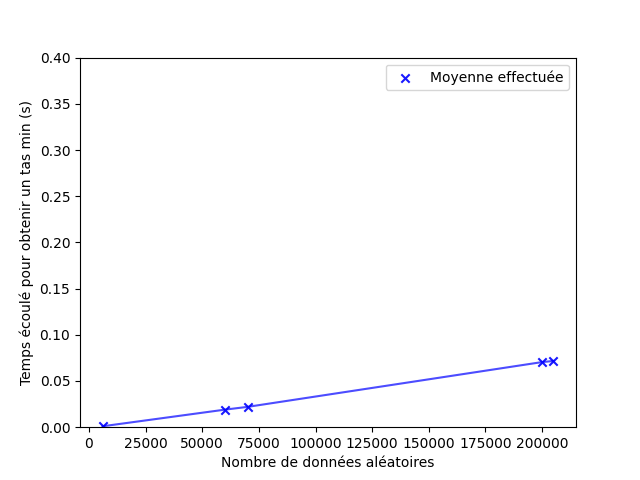 0.40
Moyenne effectuée
0.35
0.30
0.25
0.20
0.15
0.10
0.05
0.00
Temps écoulé pour obtenir un tas min (s)
0 25000 50000 75000 100000 125000 150000 175000 200000
Nombre de données aléatoires